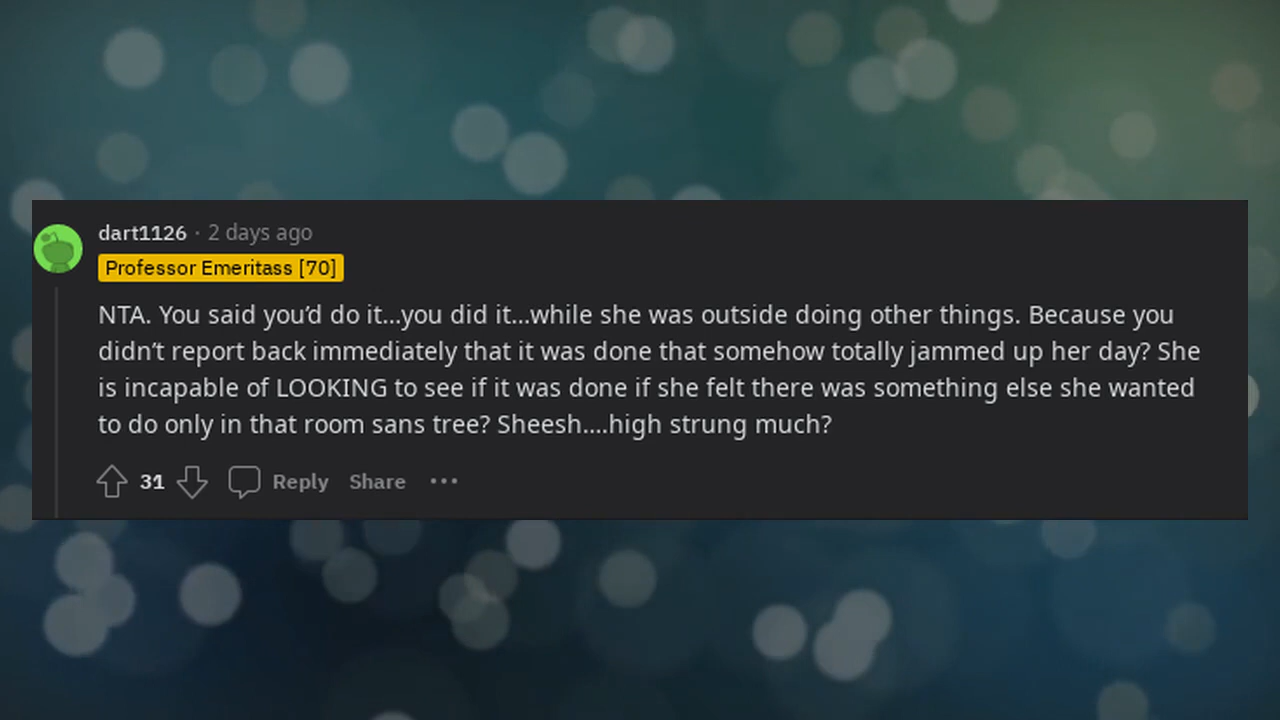 dart1126 · 2 days ago
Professor Emeritass [70]
NTA. You said you’d do it...you did it...while she was outside doing other things. Because you
didn’t report back immediately that it was done that somehow totally jammed up her day? She
is incapable of LOOKING to see if it was done if she felt there was something else she wanted
to do only in that room sans tree? Sheesh....high strung much?
31 Reply Share